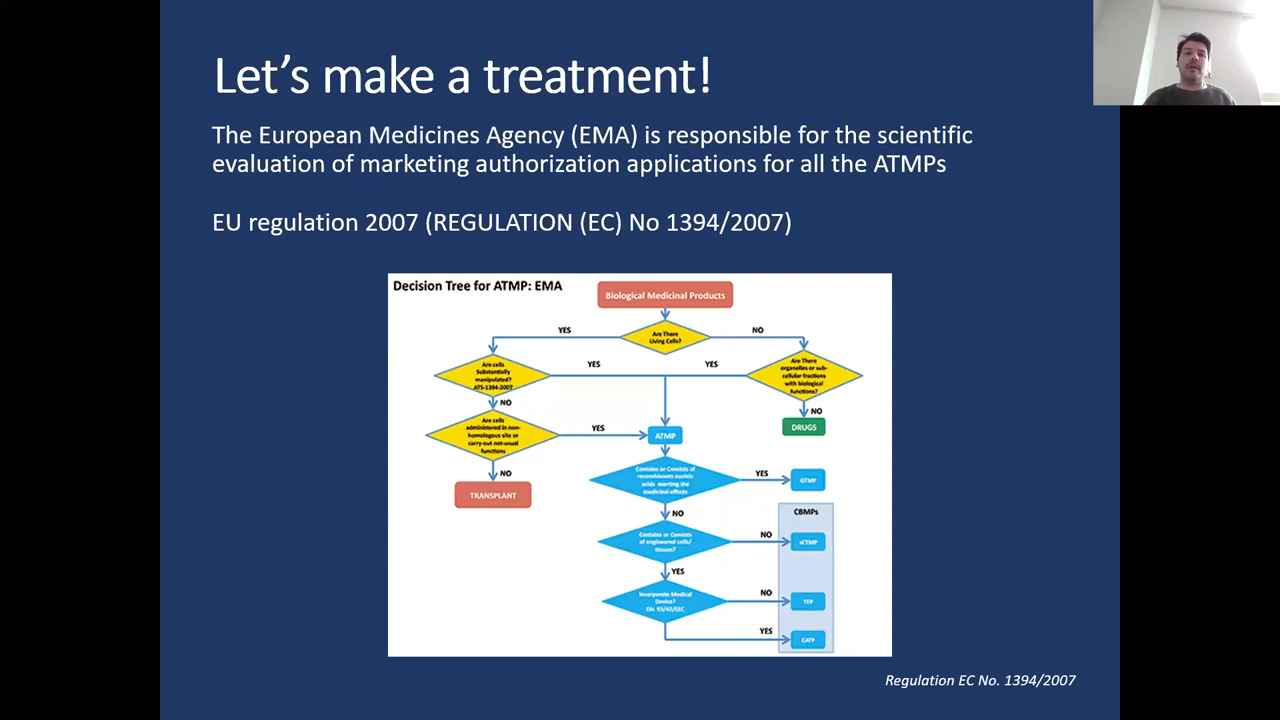 Let's make a treatment!
The European Medicines Agency (EMA) is responsible for the scientific
evaluation of marketing authorization applications for all the ATMPs
EU regulation 2007 (REGULATION (EC) No 1394/2007)
Decision Tree for ATMP: EMA
Biological Medicinal Products
YES
NO
Are There
Living Cells?
YES
YES
Are cells
Substantially
manipulated?
ATS-1394-2007
Are There
organelles or sub-
cellular fractions
with biological
functions?
NO
NO
Are cells
administered in non-
homologous site or
carry-out not-usual
functions
YES
ATMP
DRUGS
NO
TRANSPLANT
Contains or Consists of
recombinants nucleic
acids exerting the
medicinal effects
YES
GTMP
NO
CBMPs
Contains or Consists
of engineered cells/
tissues?
NO
sCTMP
YES
Incorporate Medical
Device?
Dir. 93/42/EEC
NO
TEP
YES
CATP
Regulation EC No. 1394/2007